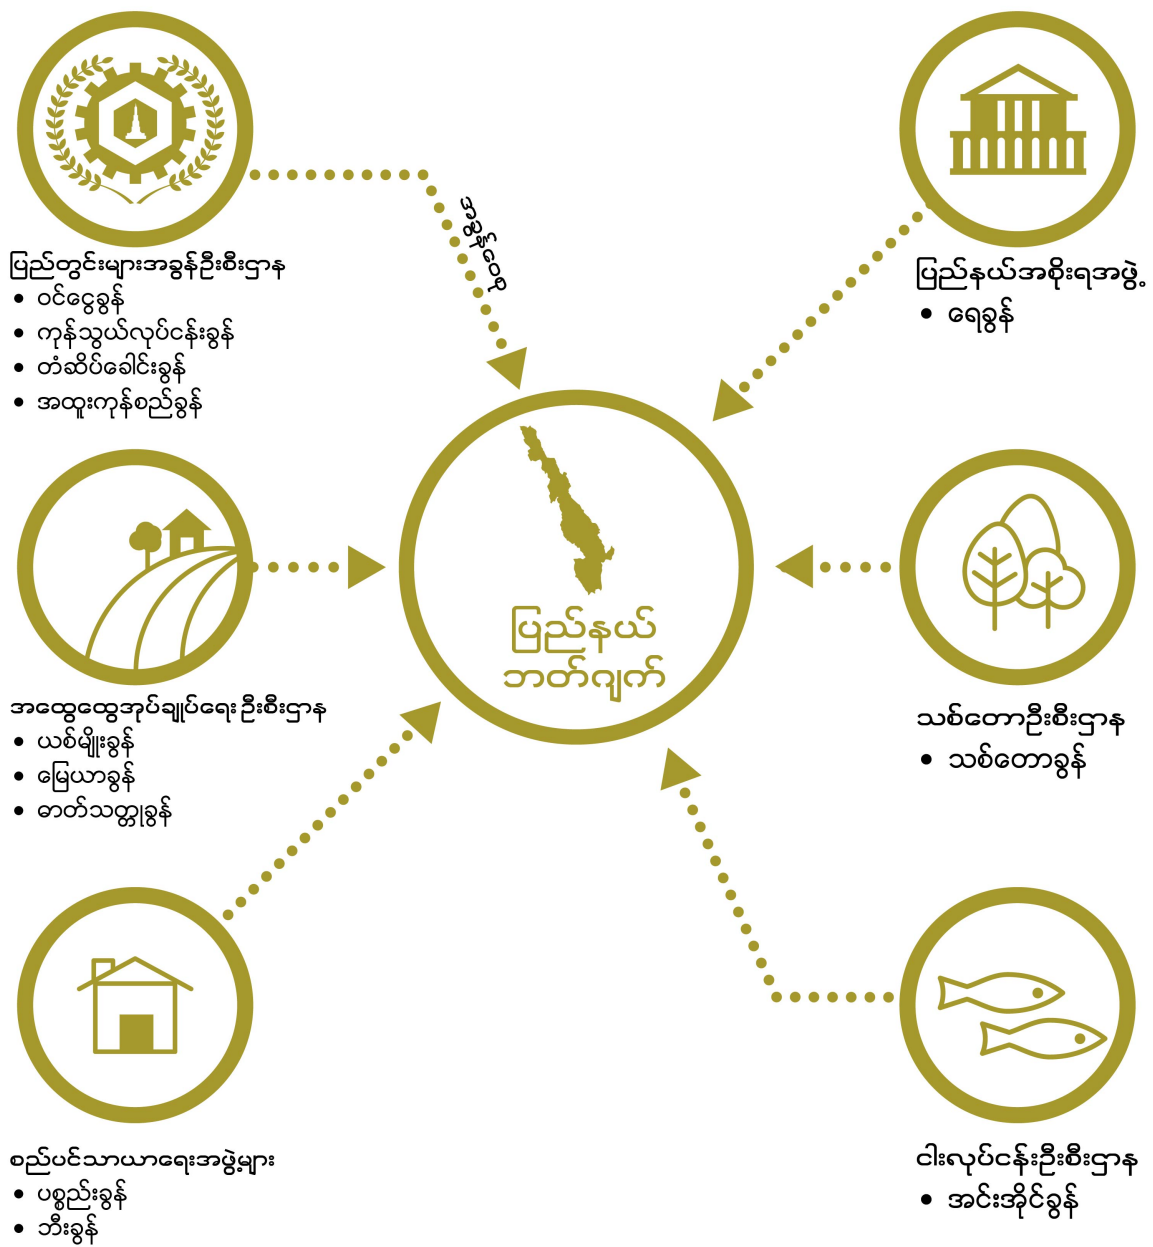 ပြည်တွင်းများအခွန်ဦးစီးဌာန
• ဝင်ငွေခွန်
• ကုန်သွယ်လုပ်ငန်းခွန်
• တံဆိပ်ခေါင်းခွန်
• အထူးကုန်စည်ခွန်
အခွန်ဝေစု
ပြည်နယ်အစိုးရအဖွဲ့
• ရေခွန်
ပြည်နယ်
ဘတ်ဂျက်
အထွေထွေအုပ်ချုပ်ရေး ဦးစီးဌာန
• ယစ်မျိုးခွန်
• မြေယာခွန်
• ဓာတ်သတ္တုခွန်
သစ်တောဦးစီးဌာန
• သစ်တောခွန်
စည်ပင်သာယာရေးအဖွဲ့များ
• ပစ္စည်းခွန်
• ဘီးခွန်
ငါးလုပ်ငန်းဦးစီးဌာန
• အင်းအိုင်ခွန်